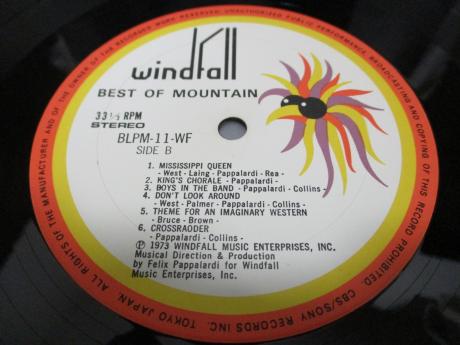 windfall
BEST OF MOUNTAIN
33 1/3 RPM
STEREO
BLPM-11-WF
SIDE B
1. MISSISSIPPI QUEEN
- West - Laing - Pappalardi - Rea -
2. KING'S CHORALE - Pappalardi -
3. BOYS IN THE BAND - Pappalardi - Collins -
4. DON'T LOOK AROUND
- West - Palmer - Pappalardi - Collins -
5. THEME FOR AN IMAGINARY WESTERN
- Bruce - Brown -
6. CROSSRAODER
- Pappalardi - Collins -
Ⓟ 1973 WINDFALL MUSIC ENTERPRISES, INC.
Musical Direction & Production
by Felix Pappalardi for Windfall
Music Enterprises, Inc.
ALL RIGHTS OF THE MANUFACTURER AND OF THE OWNER OF THE RECORDED WORK RESERVED. UNAUTHORIZED PUBLIC PERFORMANCE, BROADCASTING AND COPYING OF THIS RECORD PROHIBITED. CBS/SONY RECORDS INC. TOKYO JAPAN.